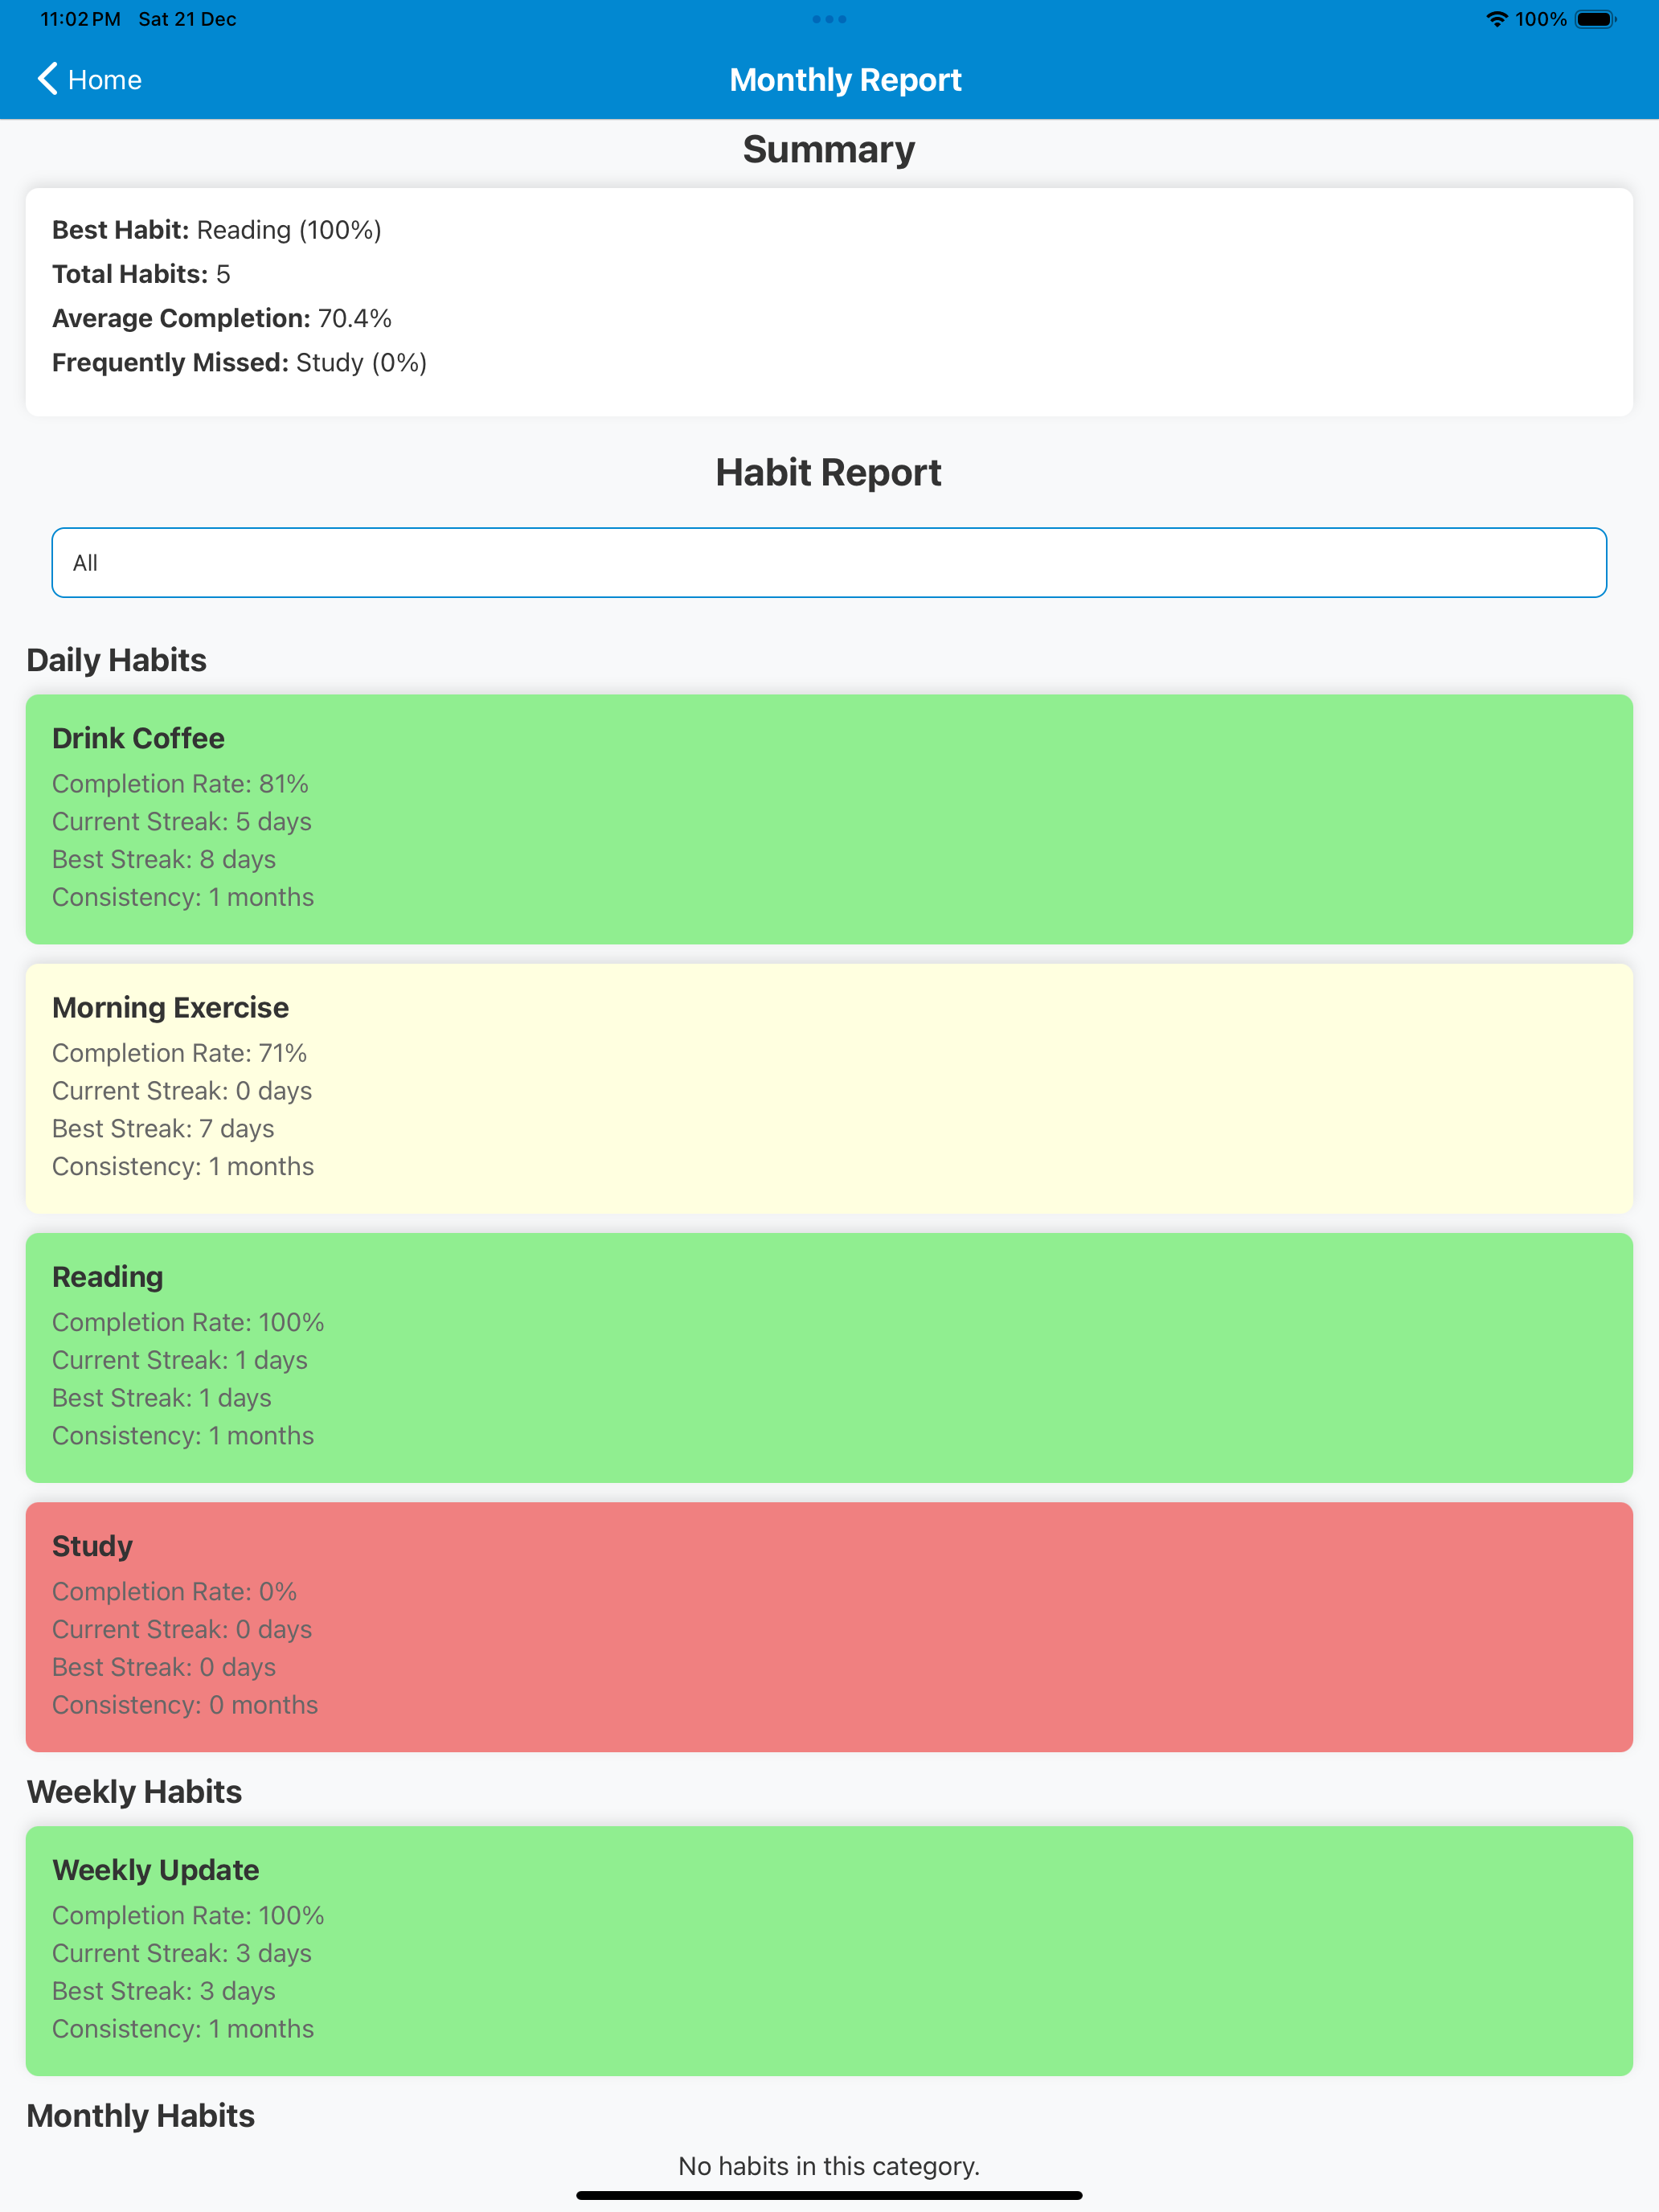 11:02 PM Sat 21 Dec
100%
Home
Monthly Report
Summary
Best Habit: Reading (100%)
Total Habits: 5
Average Completion: 70.4%
Frequently Missed: Study (0%)
Habit Report
All
Daily Habits
Drink Coffee
Completion Rate: 81%
Current Streak: 5 days
Best Streak: 8 days
Consistency: 1 months
Morning Exercise
Completion Rate: 71%
Current Streak: 0 days
Best Streak: 7 days
Consistency: 1 months
Reading
Completion Rate: 100%
Current Streak: 1 days
Best Streak: 1 days
Consistency: 1 months
Study
Completion Rate: 0%
Current Streak: 0 days
Best Streak: 0 days
Consistency: 0 months
Weekly Habits
Weekly Update
Completion Rate: 100%
Current Streak: 3 days
Best Streak: 3 days
Consistency: 1 months
Monthly Habits
No habits in this category.